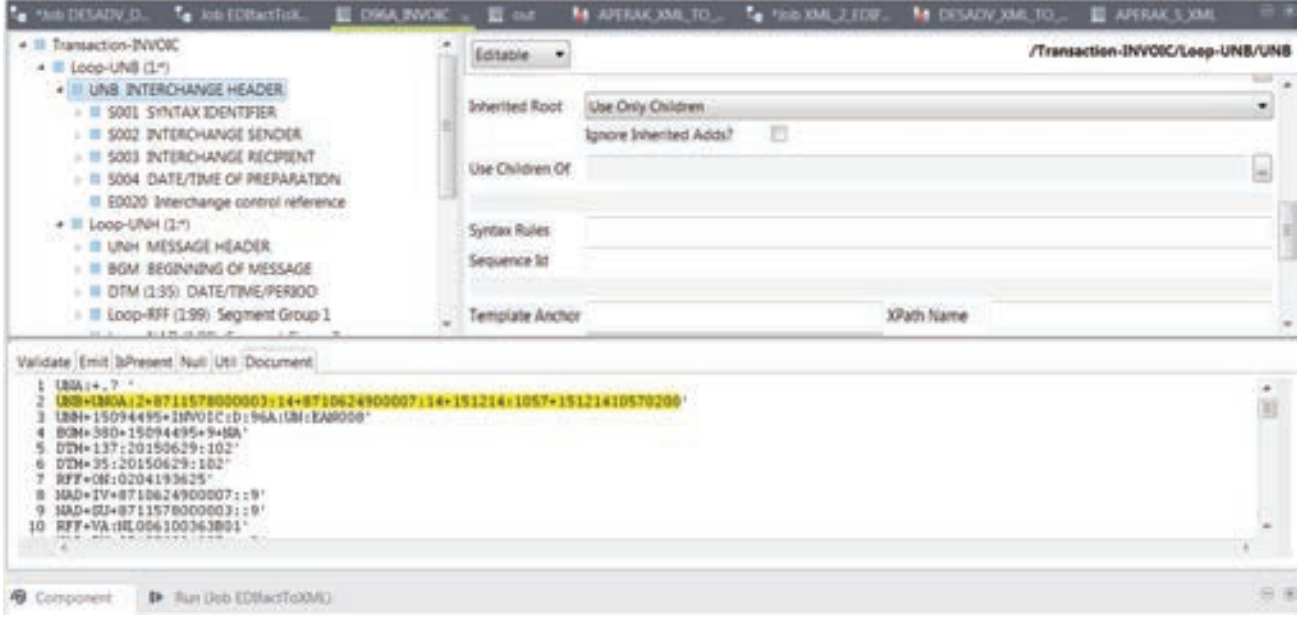 *Job DESADV_D... Job EDIfactToX... D96A_INVOIC out APERAK_XML_TO_... *Job XML_2_EDIF... DESADV_XML_TO_... APERAK_S_XML
Transaction-INVOIC
Loop-UNB (1:*)
UNB INTERCHANGE HEADER
S001 SYNTAX IDENTIFIER
S002 INTERCHANGE SENDER
S003 INTERCHANGE RECIPIENT
S004 DATE/TIME OF PREPARATION
E0020 Interchange control reference
Loop-UNH (1:*)
UNH MESSAGE HEADER
BGM BEGINNING OF MESSAGE
DTM (1:35) DATE/TIME/PERIOD
Loop-RFF (1:99) Segment Group 1
Editable
/Transaction-INVOIC/Loop-UNB/UNB
Inherited Root Use Only Children
Ignore Inherited Adds?
Use Children Of ...
Syntax Rules
Sequence Id
Template Anchor XPath Name
Validate Emit IsPresent Null Util Document
1 UNA:+.? '
2 UNB+UNOA:2+8711578000003:14+8710624900007:14+151214:1057+15121410570200'
3 UNH+15094495+INVOIC:D:96A:UN:EAN008'
4 BGM+380+15094495+9+NA'
5 DTM+137:20150629:102'
6 DTM+35:20150629:102'
7 RFF+ON:0204193625'
8 NAD+IV+8710624900007::9'
9 NAD+SU+8711578000003::9'
10 RFF+VA:NL006100363B01'
Component Run (Job EDIfactToXML)